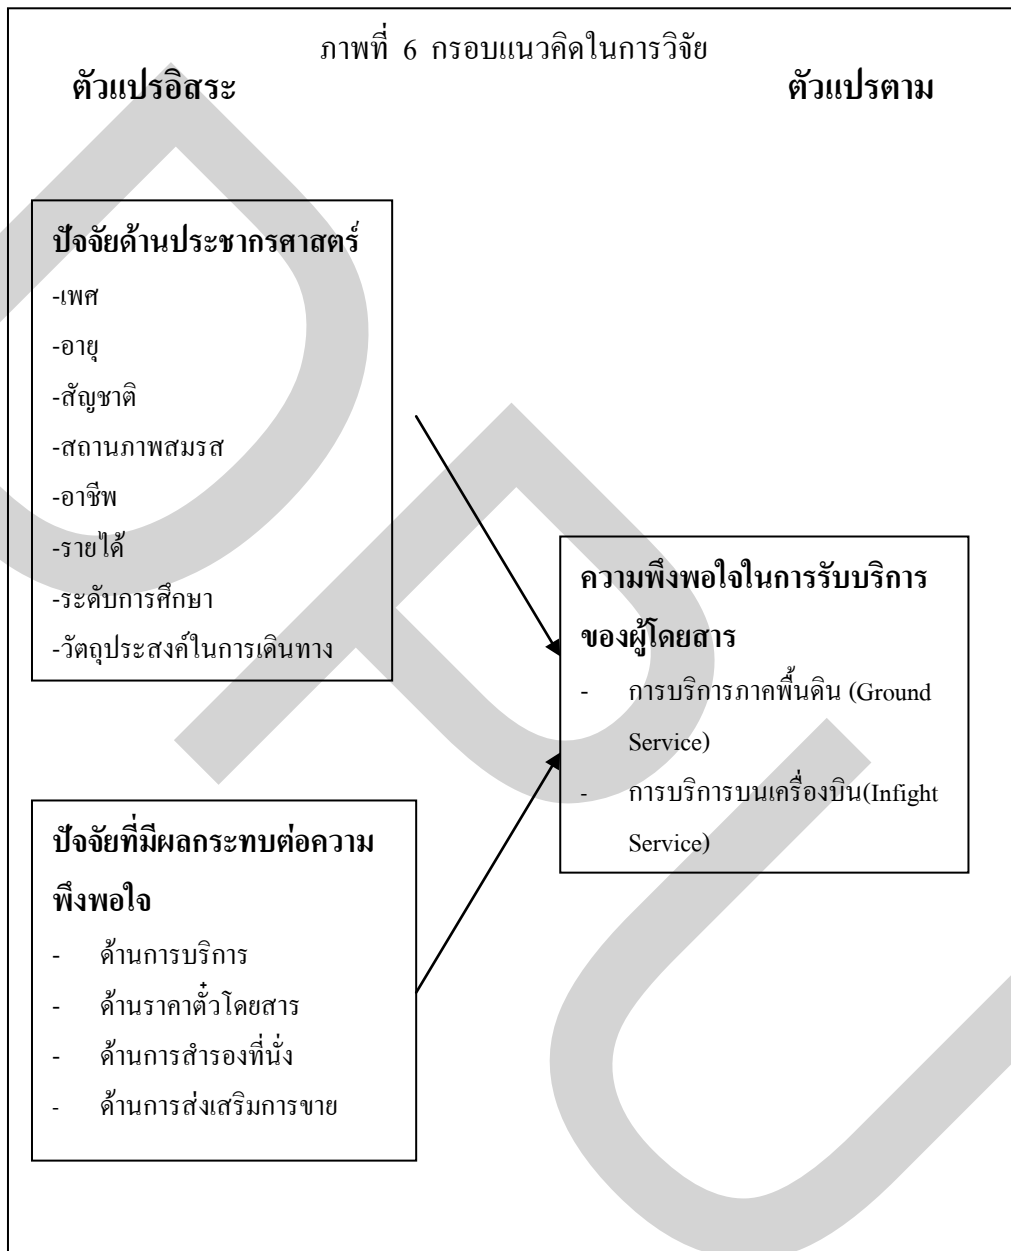 ภาพที่ 6 กรอบแนวคิดในการวิจัย
ตัวแปรอิสระ
ตัวแปรตาม
ปัจจัยด้านประชากรศาสตร์
-เพศ
-อายุ
-สัญชาติ
-สถานภาพสมรส
-อาชีพ
-รายได้
-ระดับการศึกษา
-วัตถุประสงค์ในการเดินทาง
ความพึงพอใจในการรับบริการ
ของผู้โดยสาร
- การบริการภาคพื้นดิน (Ground
Service)
- การบริการบนเครื่องบิน(Infight
Service)
ปัจจัยที่มีผลกระทบต่อความ
พึงพอใจ
- ด้านการบริการ
- ด้านราคาตั๋วโดยสาร
- ด้านการสำรองที่นั่ง
- ด้านการส่งเสริมการขาย
DPU